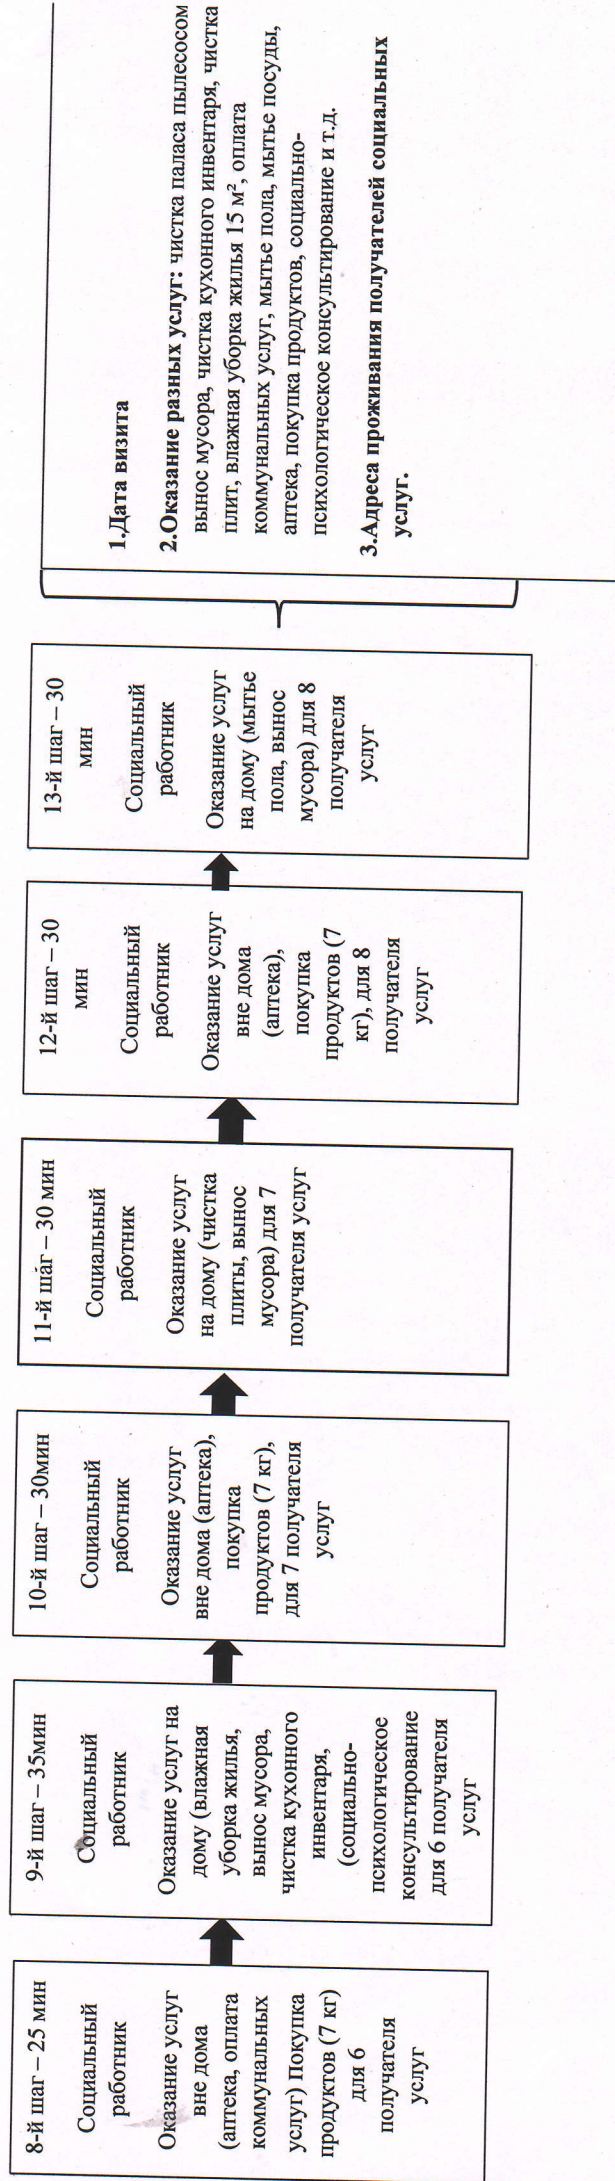 8-й шаг – 25 мин
Социальный
работник
Оказание услуг
вне дома
(аптека, оплата
коммунальных
услуг) Покупка
продуктов (7 кг)
для 6
получателя
услуг
9-й шаг – 35мин
Социальный
работник
Оказание услуг на
дому (влажная
уборка жилья,
вынос мусора,
чистка кухонного
инвентаря,
(социально-
психологическое
консультирование
для 6 получателя
услуг
10-й шаг – 30мин
Социальный
работник
Оказание услуг
вне дома (аптека),
покупка
продуктов (7 кг),
для 7 получателя
услуг
11-й шаг – 30 мин
Социальный
работник
Оказание услуг
на дому (чистка
плиты, вынос
мусора) для 7
получателя услуг
12-й шаг – 30
мин
Социальный
работник
Оказание услуг
вне дома
(аптека),
покупка
продуктов (7
кг), для 8
получателя
услуг
13-й шаг – 30
мин
Социальный
работник
Оказание услуг
на дому (мытье
пола, вынос
мусора) для 8
получателя
услуг
1.Дата визита
2.Оказание разных услуг: чистка паласа пылесосом
вынос мусора, чистка кухонного инвентаря, чистка
плит, влажная уборка жилья 15 м², оплата
коммунальных услуг, мытье пола, мытье посуды,
аптека, покупка продуктов, социально-
психологическое консультирование и т.д.
3.Адреса проживания получателей социальных
услуг.